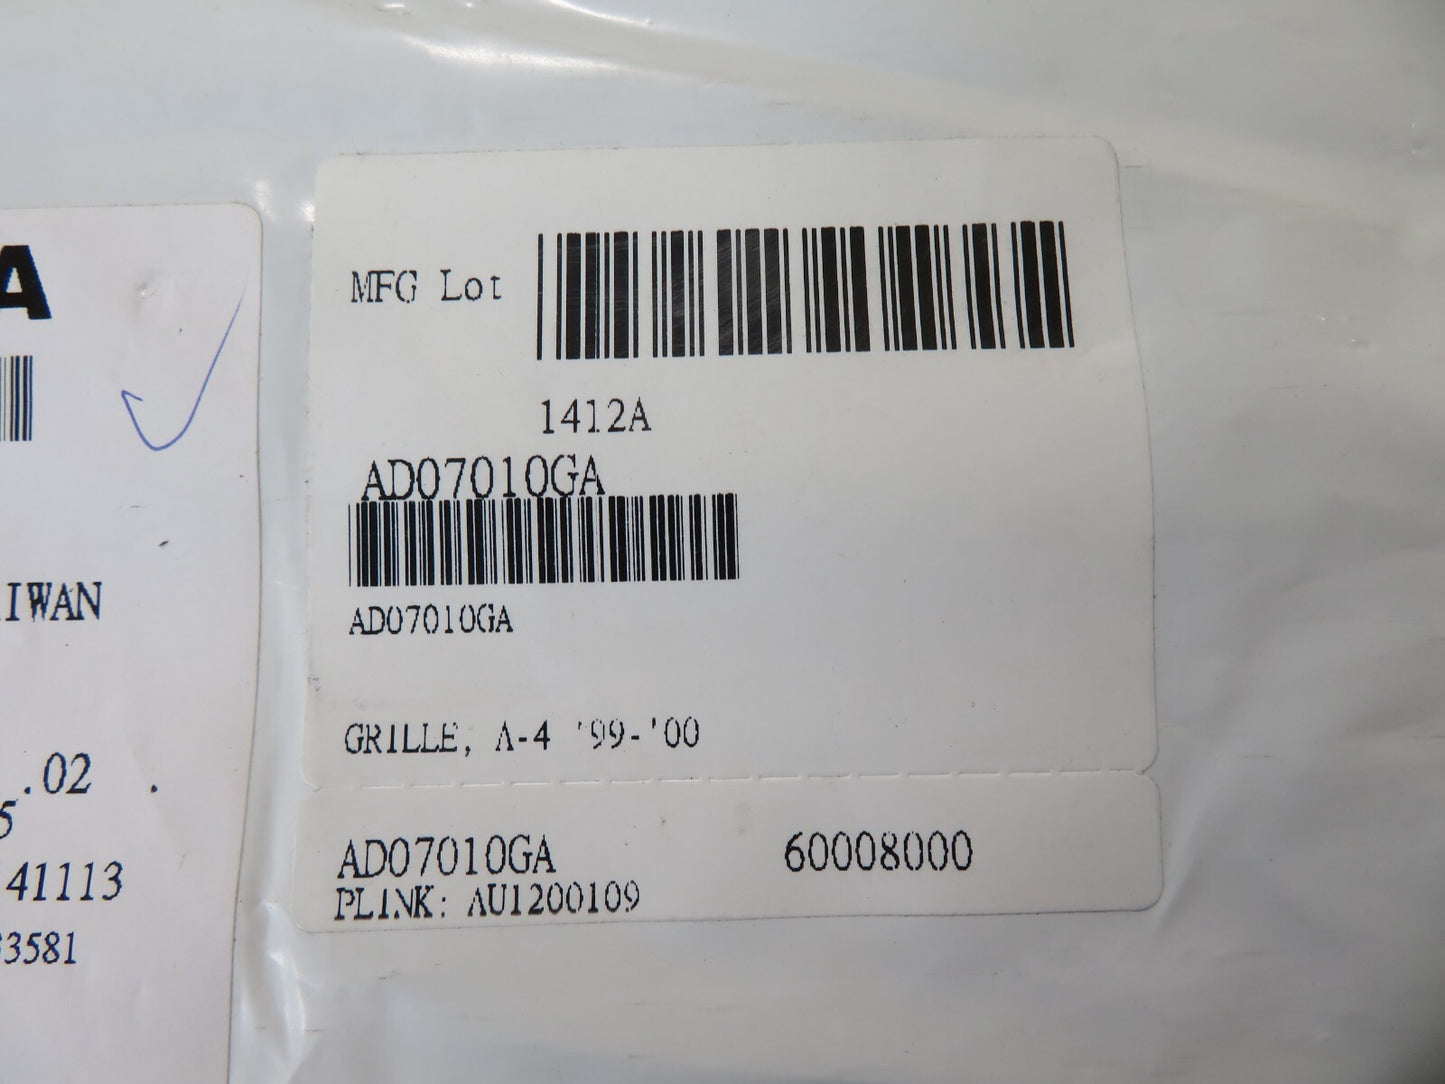 A
IWAN
.02 .
5
41113
3581
MFG Lot
1412A
AD07010GA
AD07010GA
GRILLE, A-4 '99-'00
AD07010GA 60008000
PLINK: AU1200109